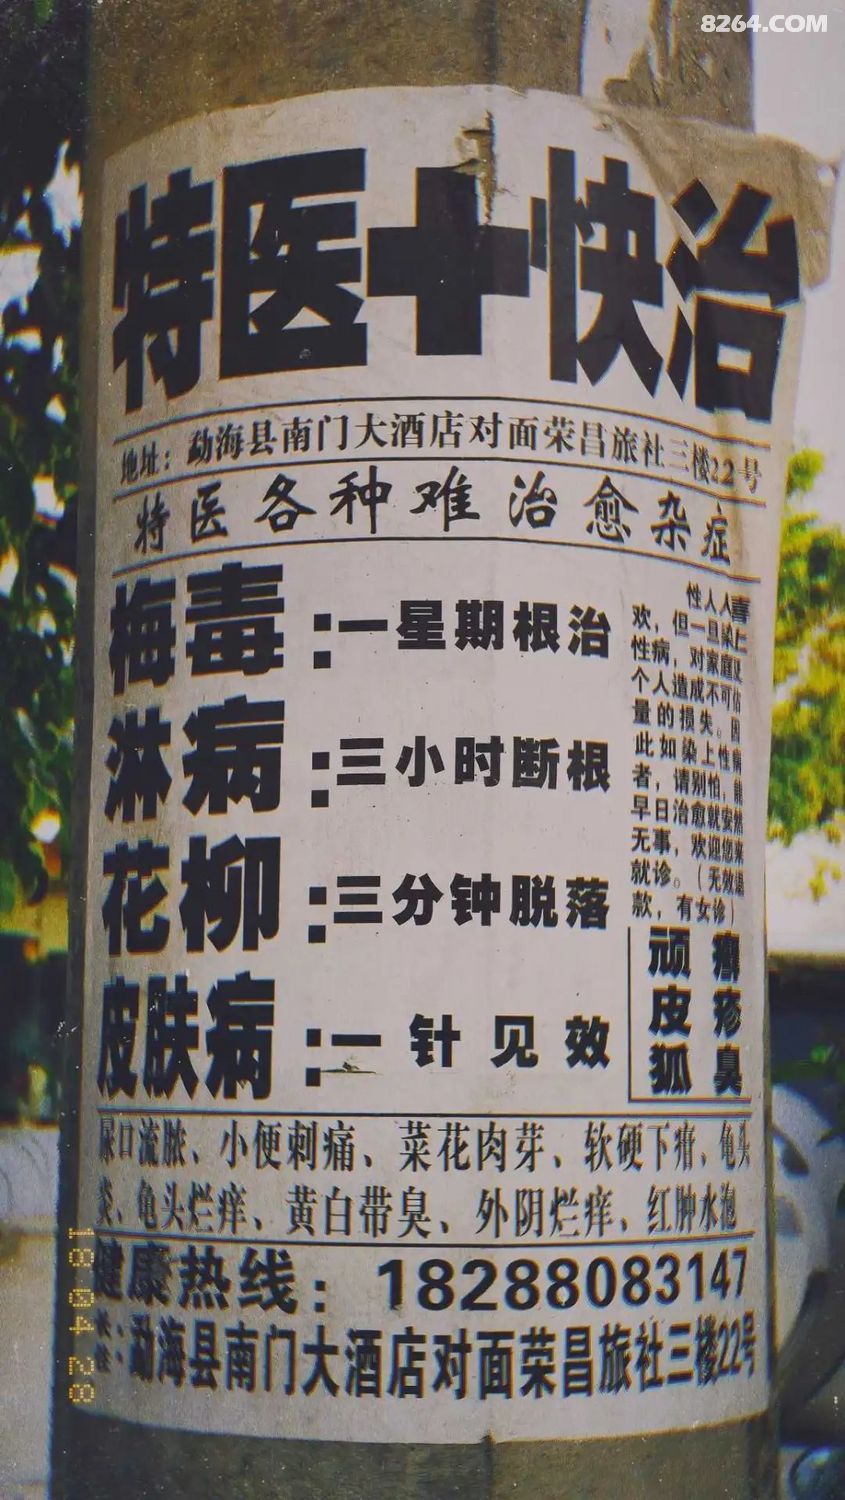 8264.COM
特医✚快治
地址：勐海县南门大酒店对面荣昌旅社三楼22号
特医各种难治愈杂症
梅毒：一星期根治
淋病：三小时断根
花柳：三分钟脱落
皮肤病：一针见效
性人人喜
欢，但一旦染上
性病，对家庭及
个人造成不可估
量的损失。因
此如染上性病
者，请别怕，能
早日治愈就安然
无事，欢迎您来
就诊。（无效退
款，有女诊）
顽癣
皮疹
狐臭
尿口流脓、小便刺痛、菜花肉芽、软硬下疳、龟头
炎、龟头烂痒、黄白带臭、外阴烂痒、红肿水泡
健康热线：18288083147
勐海县南门大酒店对面荣昌旅社三楼22号
18 04 28